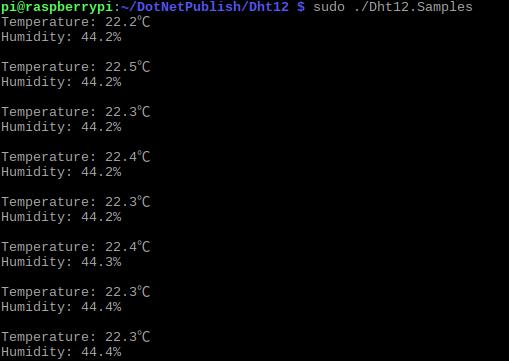 pi@raspberrypi:~/DotNetPublish/Dht12 $ sudo ./Dht12.Samples
Temperature: 22.2℃
Humidity: 44.2%
Temperature: 22.5℃
Humidity: 44.2%
Temperature: 22.3℃
Humidity: 44.2%
Temperature: 22.4℃
Humidity: 44.2%
Temperature: 22.3℃
Humidity: 44.2%
Temperature: 22.4℃
Humidity: 44.3%
Temperature: 22.3℃
Humidity: 44.4%
Temperature: 22.3℃
Humidity: 44.4%